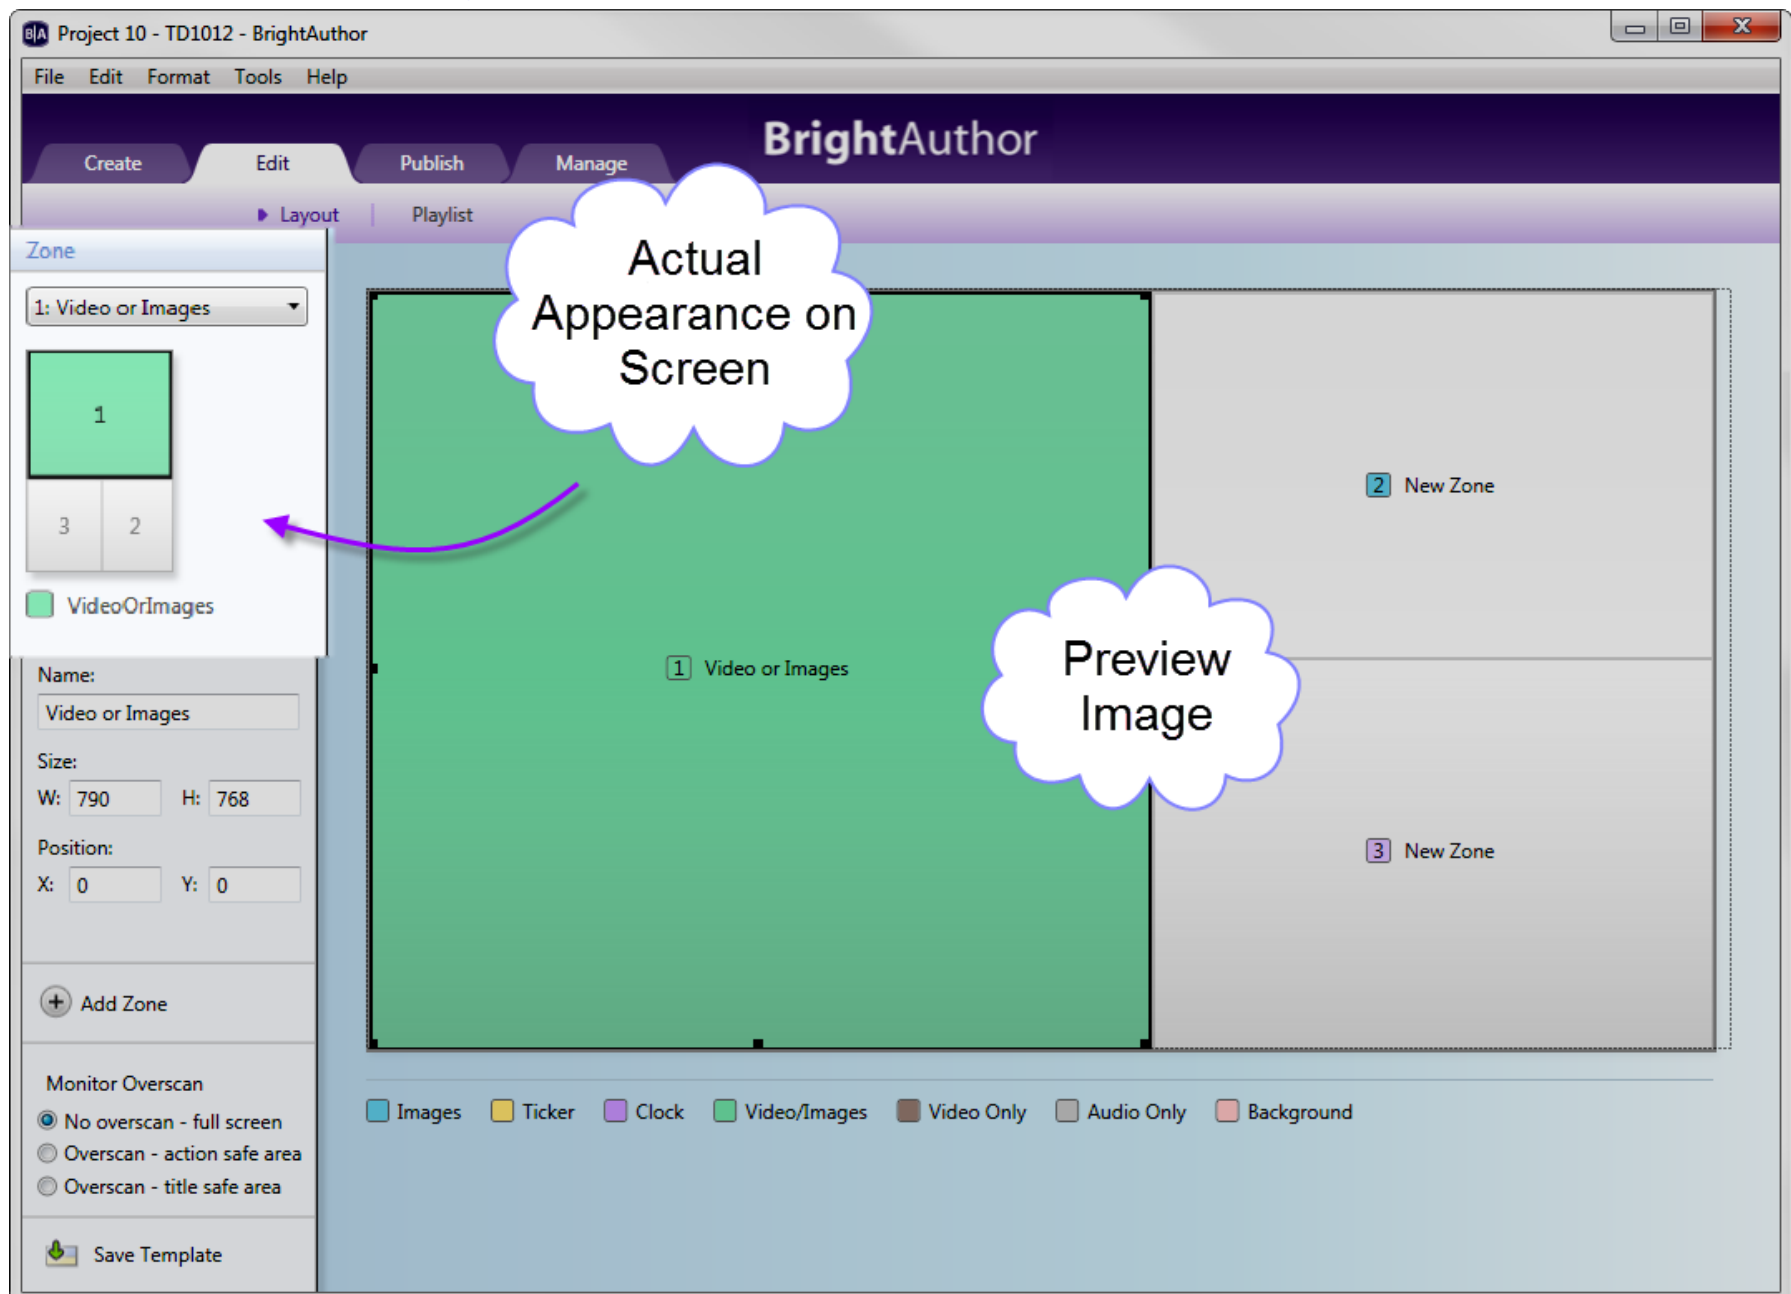 B|A Project 10 - TD1012 - BrightAuthor
File Edit Format Tools Help
BrightAuthor
Create Edit Publish Manage
Layout Playlist
Zone
1: Video or Images
1
3 2
VideoOrImages
Name:
Video or Images
Size:
W: 790 H: 768
Position:
X: 0 Y: 0
Add Zone
Monitor Overscan
No overscan - full screen
Overscan - action safe area
Overscan - title safe area
Save Template
Actual
Appearance on
Screen
1 Video or Images
Preview
Image
2 New Zone
3 New Zone
Images Ticker Clock Video/Images Video Only Audio Only Background